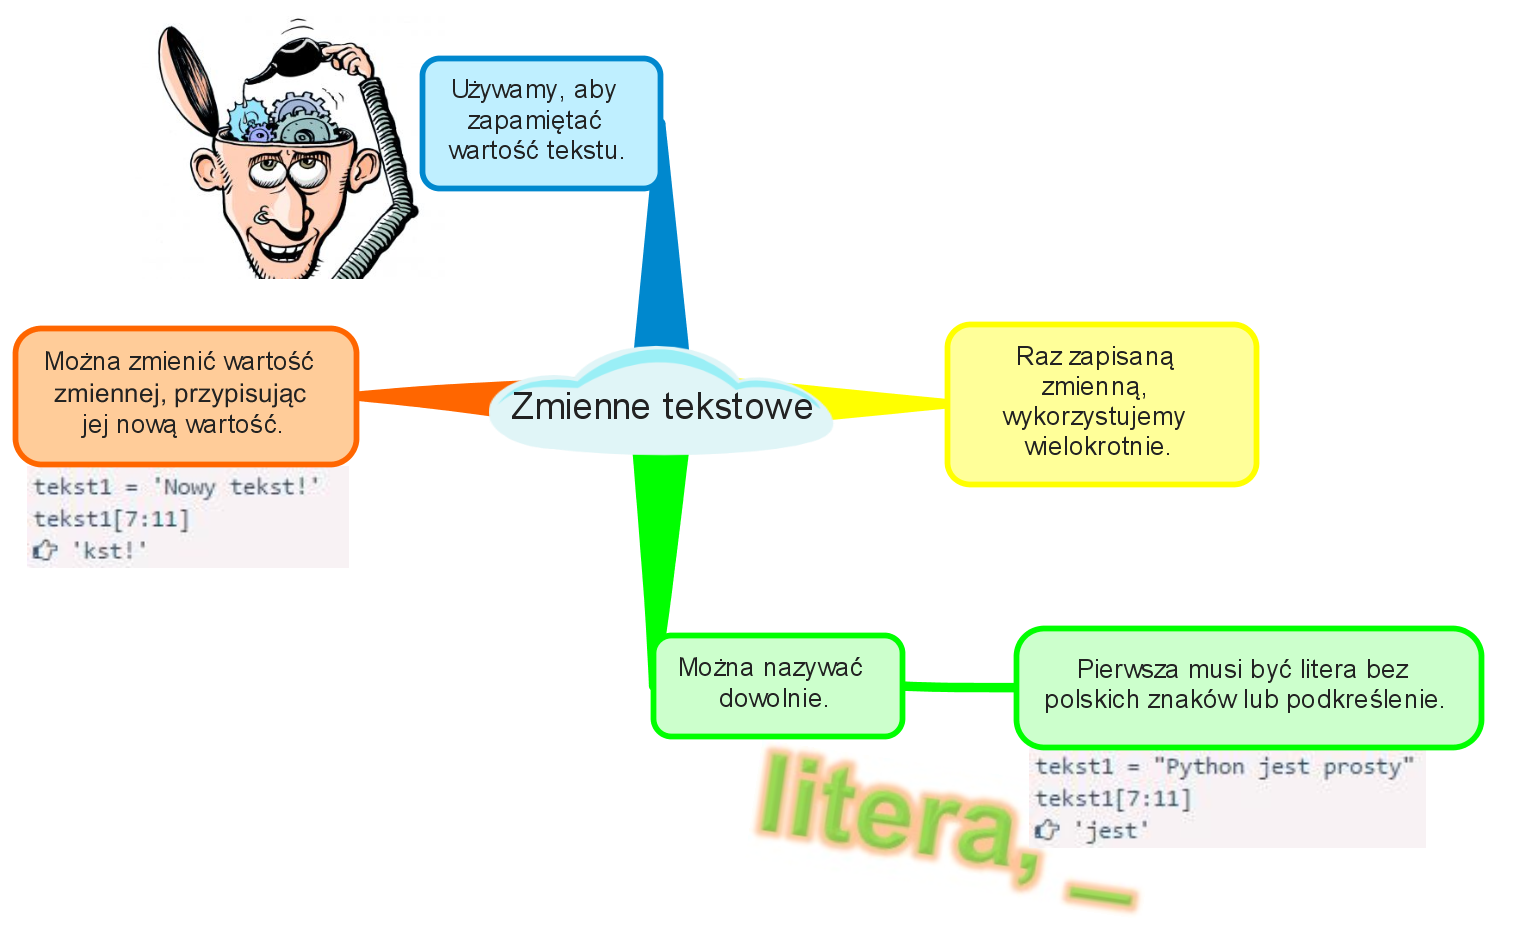 Używamy, aby
zapamiętać
wartość tekstu.
Można zmienić wartość
zmiennej, przypisując
jej nową wartość.
tekst1 = 'Nowy tekst!'
tekst1[7:11]
'kst!'
Zmienne tekstowe
Raz zapisaną
zmienną,
wykorzystujemy
wielokrotnie.
Można nazywać
dowolnie.
Pierwsza musi być litera bez
polskich znaków lub podkreślenie.
tekst1 = "Python jest prosty"
tekst1[7:11]
'jest'
litera, _